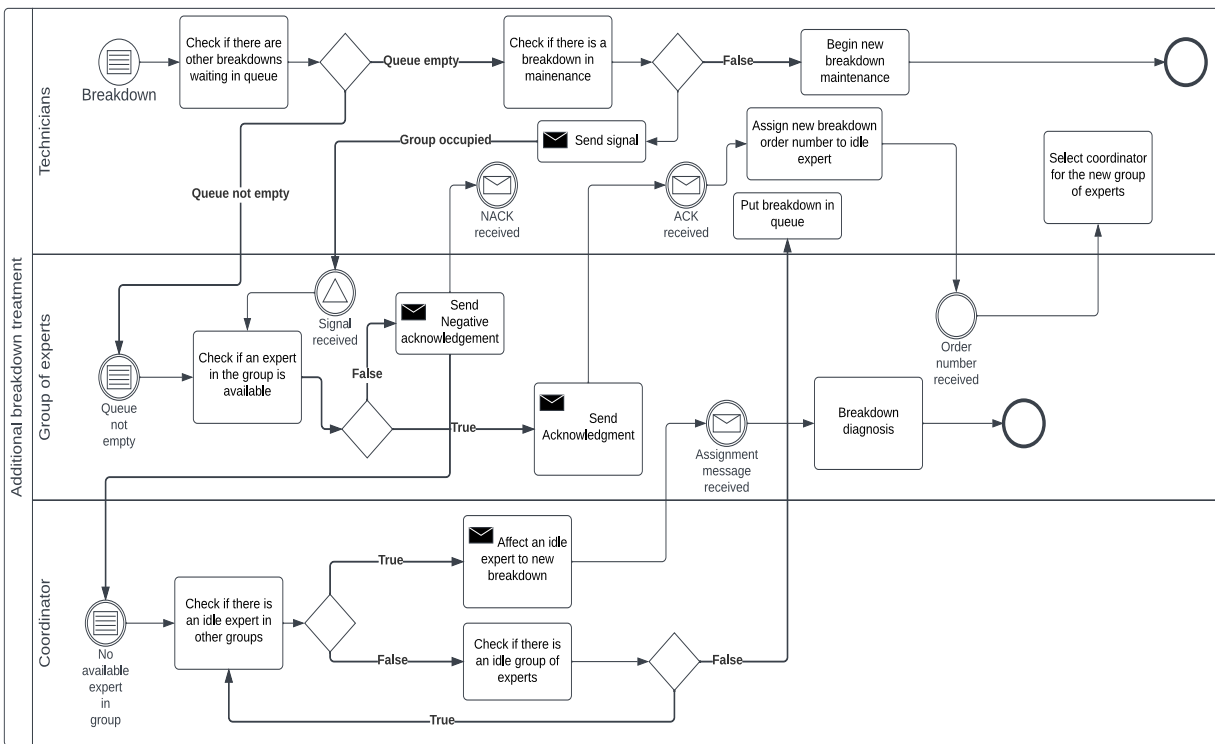 Additional breakdown treatment
Technicians
Breakdown
Check if there are
other breakdowns
waiting in queue
Queue empty
Check if there is a
breakdown in
mainenance
False
Begin new
breakdown
maintenance
Queue not empty
Group occupied
Send signal
NACK
received
ACK
received
Assign new breakdown
order number to idle
expert
Put breakdown in
queue
Select coordinator
for the new group
of experts
Group of experts
Queue
not
empty
Signal
received
Check if an expert
in the group is
available
False
Send
Negative
acknowledgement
True
Send
Acknowledgment
Assignment
message
received
Breakdown
diagnosis
Order
number
received
Coordinator
No
available
expert
in
group
Check if there is
an idle expert in
other groups
True
Affect an idle
expert to new
breakdown
False
Check if there is
an idle group of
experts
False
True